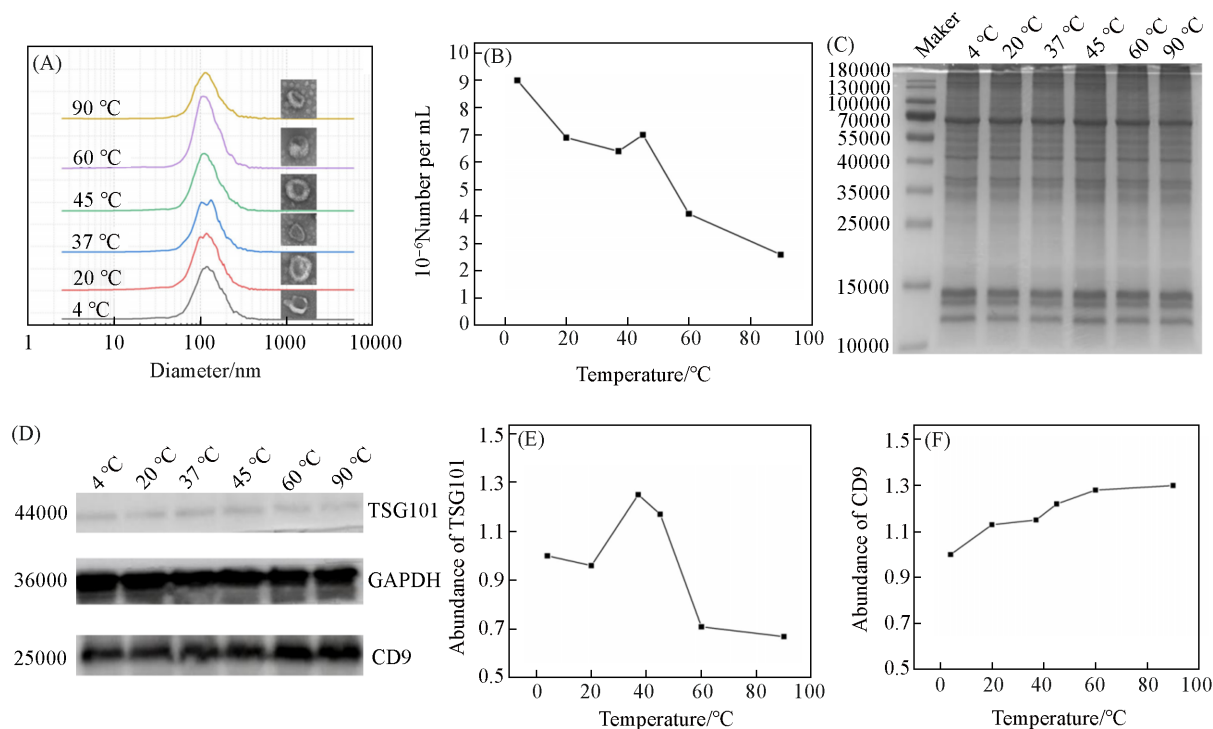 (A)
90 ℃
60 ℃
45 ℃
37 ℃
20 ℃
4 ℃
1 10 100 1000 10000
Diameter/nm
(B)
10
9
8
7
6
5
4
3
2
1
0
10⁻⁶Number per mL
0 20 40 60 80 100
Temperature/℃
(C)
Maker 4 ℃ 20 ℃ 37 ℃ 45 ℃ 60 ℃ 90 ℃
180000
130000
100000
70000
55000
40000
35000
25000
15000
10000
(D)
4 ℃ 20 ℃ 37 ℃ 45 ℃ 60 ℃ 90 ℃
44000 TSG101
36000 GAPDH
25000 CD9
(E)
1.5
1.3
1.1
0.9
0.7
0.5
Abundance of TSG101
0 20 40 60 80 100
Temperature/℃
(F)
1.5
1.3
1.1
0.9
0.7
0.5
Abundance of CD9
0 20 40 60 80 100
Temperature/℃